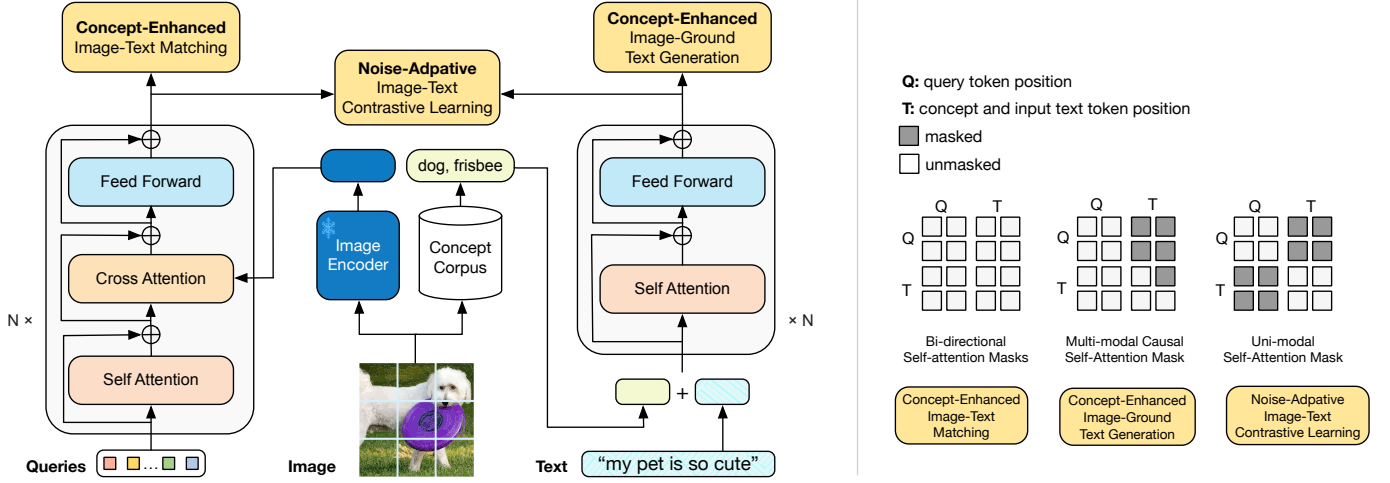 Concept-Enhanced
Image-Text Matching
Noise-Adpative
Image-Text
Contrastive Learning
Concept-Enhanced
Image-Ground
Text Generation
Feed Forward
Cross Attention
Self Attention
N ×
Queries
...
dog, frisbee
Image
Encoder
Concept
Corpus
Image
Feed Forward
Self Attention
× N
+
Text
“my pet is so cute”
Q: query token position
T: concept and input text token position
masked
unmasked
Q T
Q
T
Bi-directional
Self-attention Masks
Concept-Enhanced
Image-Text
Matching
Q T
Q
T
Multi-modal Causal
Self-Attention Mask
Concept-Enhanced
Image-Ground
Text Generation
Q T
Q
T
Uni-modal
Self-Attention Mask
Noise-Adpative
Image-Text
Contrastive Learning